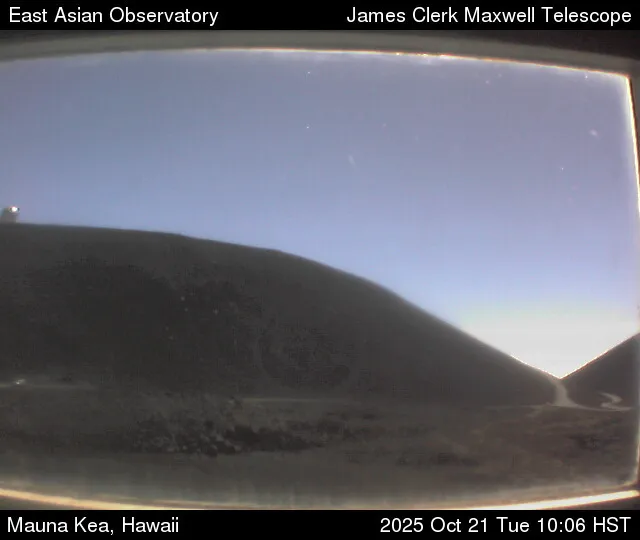 East Asian Observatory
James Clerk Maxwell Telescope
Mauna Kea, Hawaii
2025 Oct 21 Tue 10:06 HST